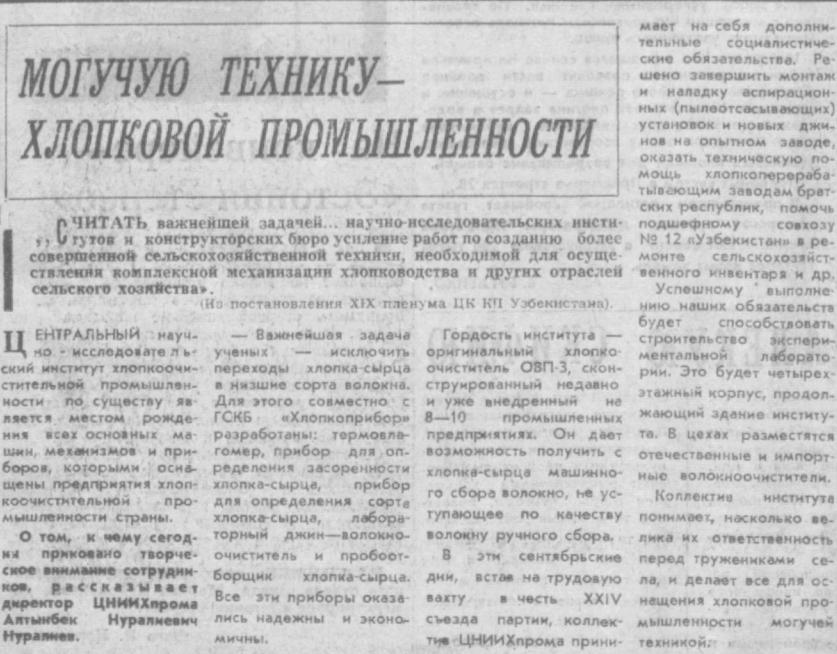 МОГУЧУЮ ТЕХНИКУ—
ХЛОПКОВОЙ ПРОМЫШЛЕННОСТИ
„СЧИТАТЬ важнейшей задачей... научно-исследовательских инсти-
тутов и конструкторских бюро усиление работ по созданию более
совершенной сельскохозяйственной техники, необходимой для осуще-
ствления комплексной механизации хлопководства и других отраслей
сельского хозяйства».
(Из постановления XIX пленума ЦК КП Узбекистана).
ЦЕНТРАЛЬНЫЙ науч-
но - исследователь-
ский институт хлопкоочи-
стительной промышлен-
ности по существу яв-
ляется местом рожде-
ния всех основных ма-
шин, механизмов и при-
боров, которыми осна-
щены предприятия хлоп-
коочистительной про-
мышленности страны.
О том, к чему сегод-
ня приковано творче-
ское внимание сотрудни-
ков, рассказывает
директор ЦНИИХпрома
Алтынбек Нуралиевич
Нуралиев.
— Важнейшая задача
ученых — исключить
переходы хлопка-сырца
в низшие сорта волокна.
Для этого совместно с
ГСКБ «Хлопкоприбор»
разработаны: термовла-
гомер, прибор для оп-
ределения засоренности
хлопка-сырца, прибор
для определения сорта
хлопка-сырца, лабора-
торный джин—волокно-
очиститель и пробоот-
борщик хлопка-сырца.
Все эти приборы оказа-
лись надежны и эконо-
мичны.
Гордость института —
оригинальный хлопко-
очиститель ОВП-3, скон-
струированный недавно
и уже внедренный на
8—10 промышленных
предприятиях. Он дает
возможность получить с
хлопка-сырца машинно-
го сбора волокно, не ус-
тупающее по качеству
волокну ручного сбора.
В эти сентябрьские
дни, встав на трудовую
вахту в честь XXIV
съезда партии, коллек-
тив ЦНИИХпрома прини-
мает на себя дополни-
тельные социалистиче-
ские обязательства. Ре-
шено завершить монтаж
и наладку аспирацион-
ных (пылеотсасывающих)
установок и новых джи-
нов на опытном заводе,
оказать техническую по-
мощь хлопкоперераба-
тывающим заводам брат-
ских республик, помочь
подшефному совхозу
№ 12 «Узбекистан» в ре-
монте сельскохозяйст-
венного инвентаря и др.
Успешному выполне-
нию наших обязательств
будет способствовать
строительство экспери-
ментальной лаборато-
рии. Это будет четырех-
этажный корпус, продол-
жающий здание институ-
та. В цехах разместятся
отечественные и импорт-
ные волокноочистители.
Коллектив института
понимает, насколько ве-
лика их ответственность
перед тружениками се-
ла, и делает все для ос-
нащения хлопковой про-
мышленности могучей
техникой.